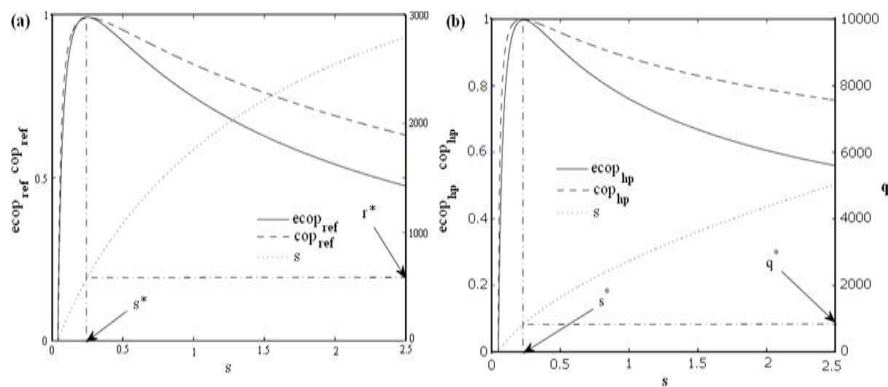 (a)
1
0.5
0
0
0.5
1
1.5
2
2.5
3000
2000
1000
0
ecop_ref cop_ref
ecop_ref
cop_ref
s
r*
s*
s
(b)
1
0.8
0.6
0.4
0.2
0
0
0.5
1
1.5
2
2.5
10000
8000
6000
4000
2000
0
ecop_hp cop_hp
ecop_hp
cop_hp
s
q
q*
s*
s